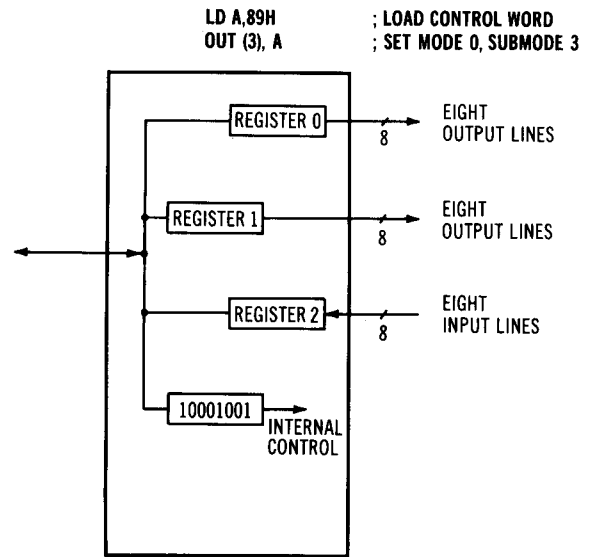 LD A,89H ; LOAD CONTROL WORD
OUT (3), A ; SET MODE 0, SUBMODE 3
REGISTER 0
8
EIGHT
OUTPUT LINES
REGISTER 1
8
EIGHT
OUTPUT LINES
REGISTER 2
8
EIGHT
INPUT LINES
10001001
INTERNAL
CONTROL